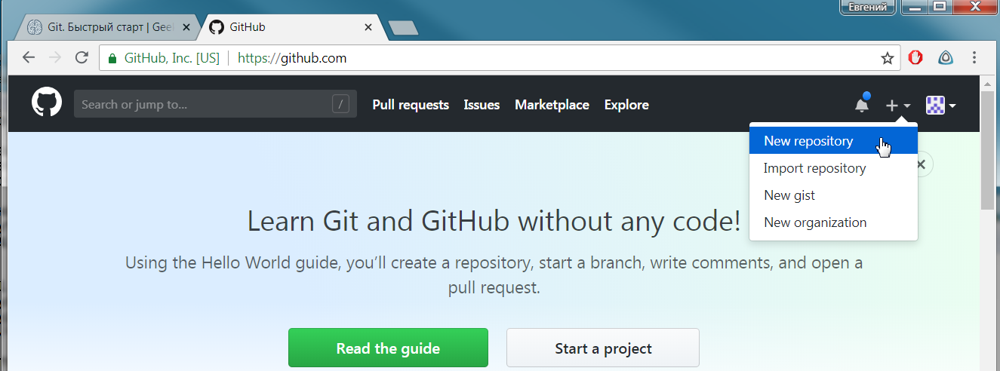 Евгений
Git. Быстрый старт | Gee
GitHub
GitHub, Inc. [US] https://github.com
Search or jump to... /
Pull requests Issues Marketplace Explore
New repository
Import repository
New gist
New organization
Learn Git and GitHub without any code!
Using the Hello World guide, you’ll create a repository, start a branch, write comments, and open a
pull request.
Read the guide
Start a project